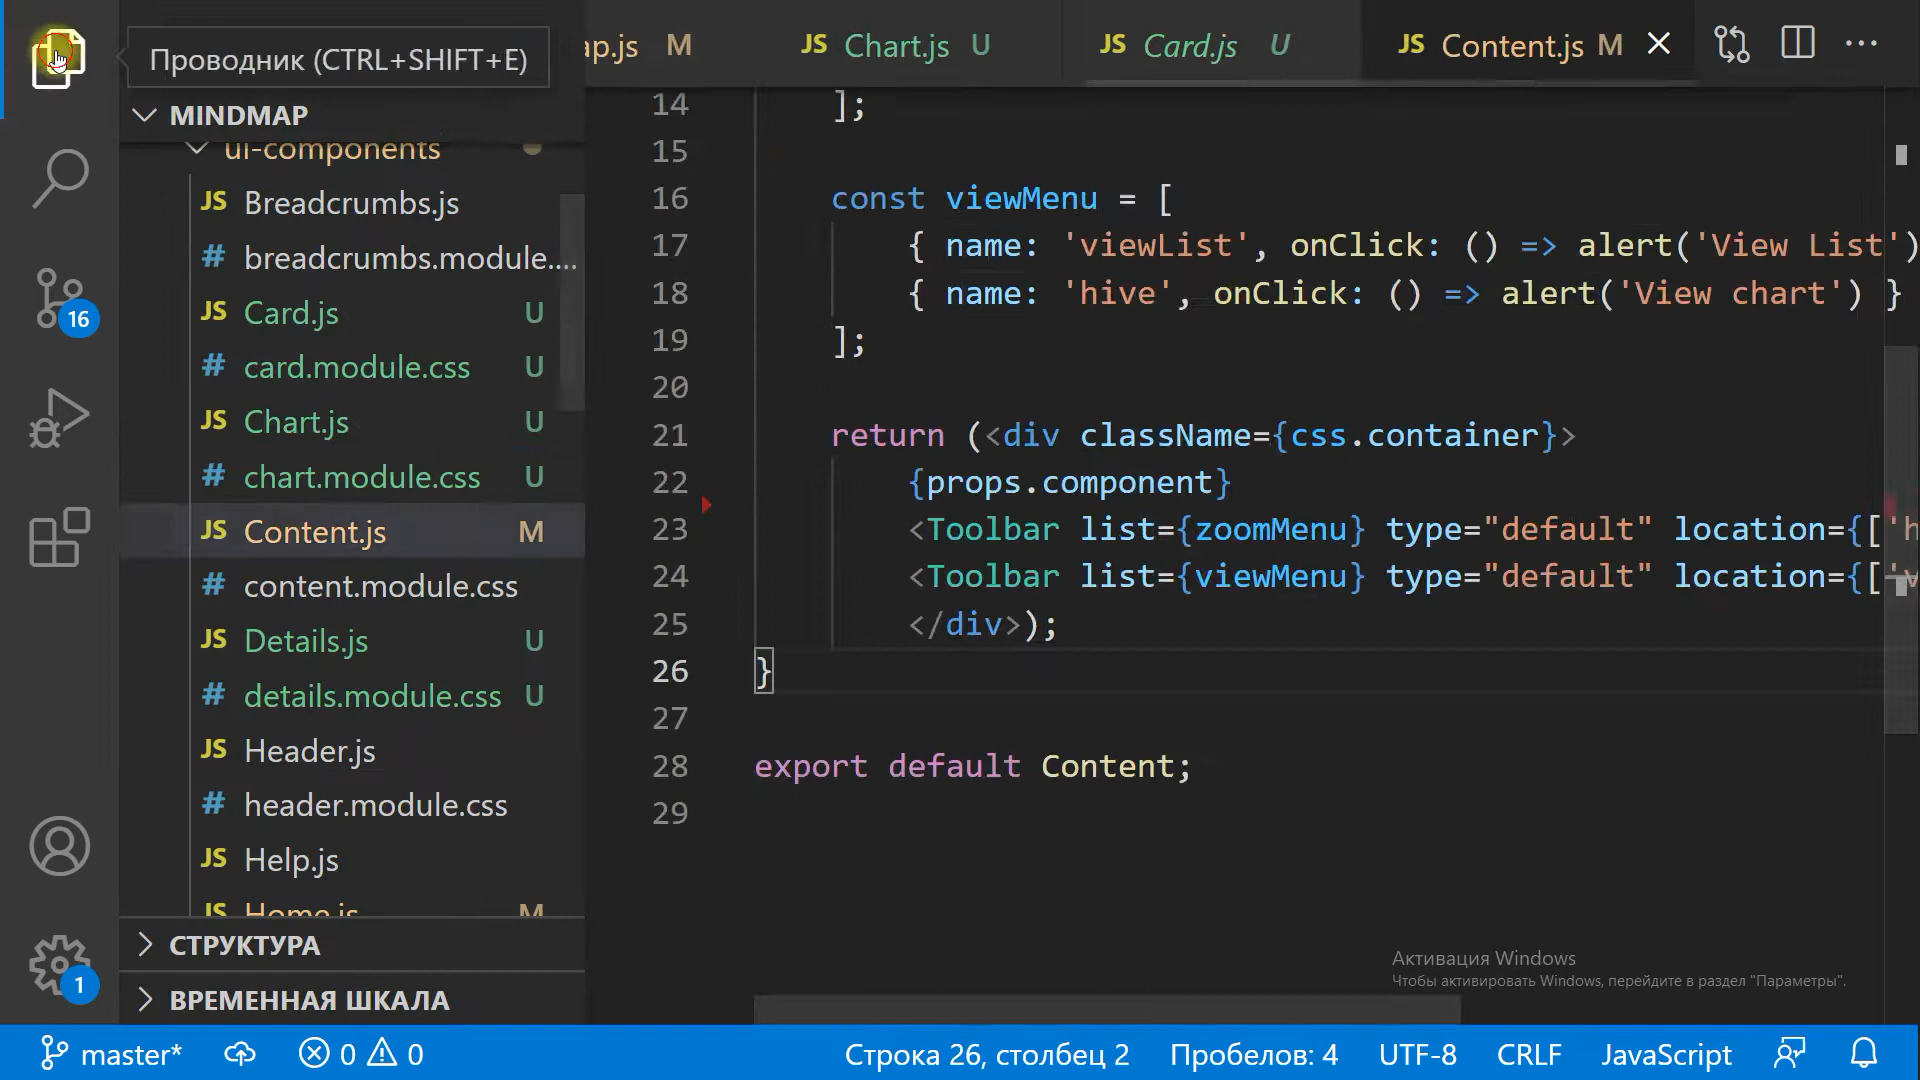 Проводник (CTRL+SHIFT+E)
ap.js M
JS Chart.js U
JS Card.js U
JS Content.js M
MINDMAP
ui-components
JS Breadcrumbs.js
# breadcrumbs.module....
JS Card.js U
# card.module.css U
JS Chart.js U
# chart.module.css U
JS Content.js M
# content.module.css
JS Details.js U
# details.module.css U
JS Header.js
# header.module.css
JS Help.js
JS Home.js M
СТРУКТУРА
ВРЕМЕННАЯ ШКАЛА
16
1
14 ];
15
16 const viewMenu = [
17 { name: 'viewList', onClick: () => alert('View List')
18 { name: 'hive', onClick: () => alert('View chart') }
19 ];
20
21 return (<div className={css.container}>
22 {props.component}
23 <Toolbar list={zoomMenu} type="default" location={['h
24 <Toolbar list={viewMenu} type="default" location={['v
25 </div>);
26 }
27
28 export default Content;
29
Активация Windows
Чтобы активировать Windows, перейдите в раздел "Параметры".
master* 0 0 Строка 26, столбец 2 Пробелов: 4 UTF-8 CRLF JavaScript